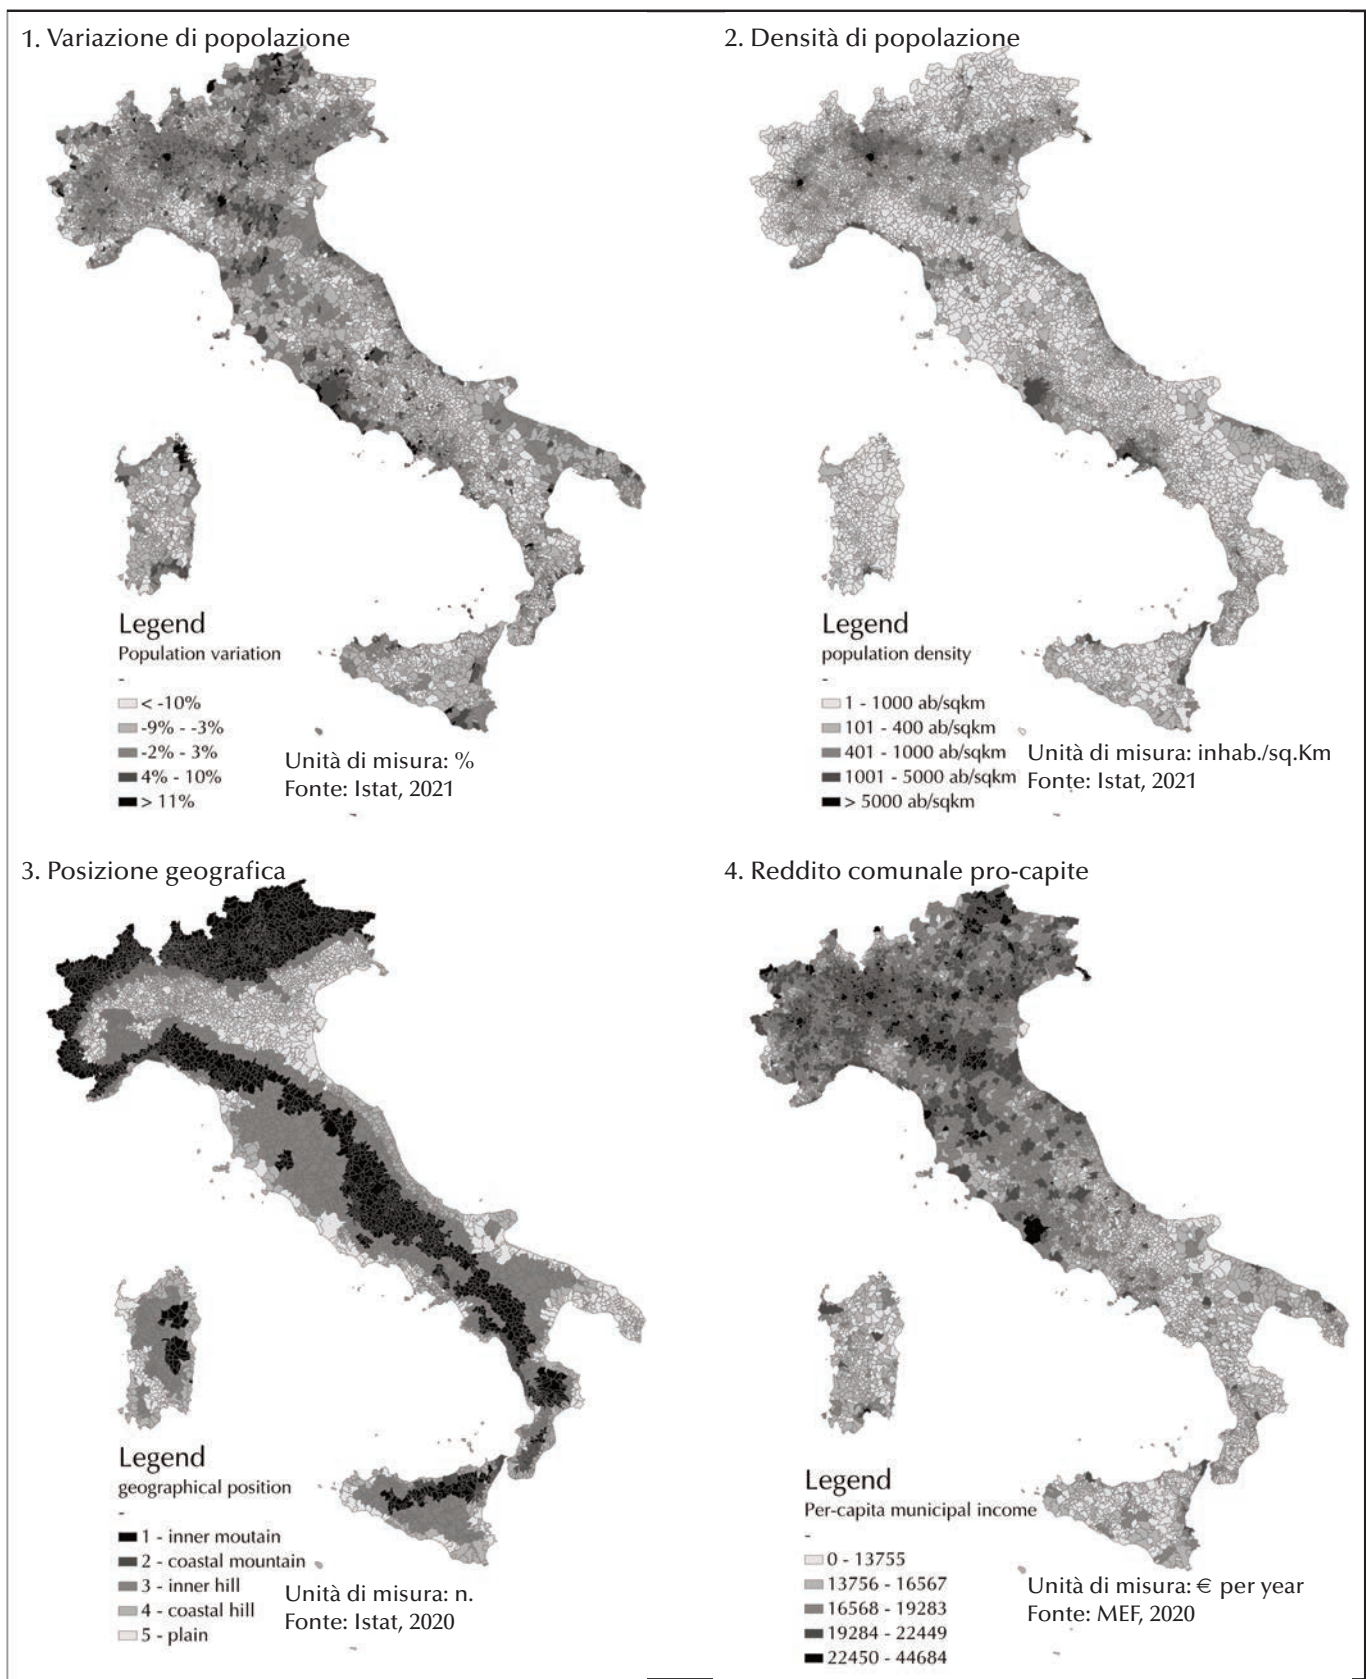 1. Variazione di popolazione
Legend
Population variation
-
< -10%
-9% - -3%
-2% - 3%
4% - 10%
> 11%
Unità di misura: %
Fonte: Istat, 2021
2. Densità di popolazione
Legend
population density
-
1 - 1000 ab/sqkm
101 - 400 ab/sqkm
401 - 1000 ab/sqkm
1001 - 5000 ab/sqkm
> 5000 ab/sqkm
Unità di misura: inhab./sq.Km
Fonte: Istat, 2021
3. Posizione geografica
Legend
geographical position
-
1 - inner moutain
2 - coastal mountain
3 - inner hill
4 - coastal hill
5 - plain
Unità di misura: n.
Fonte: Istat, 2020
4. Reddito comunale pro-capite
Legend
Per-capita municipal income
-
0 - 13755
13756 - 16567
16568 - 19283
19284 - 22449
22450 - 44684
Unità di misura: € per year
Fonte: MEF, 2020